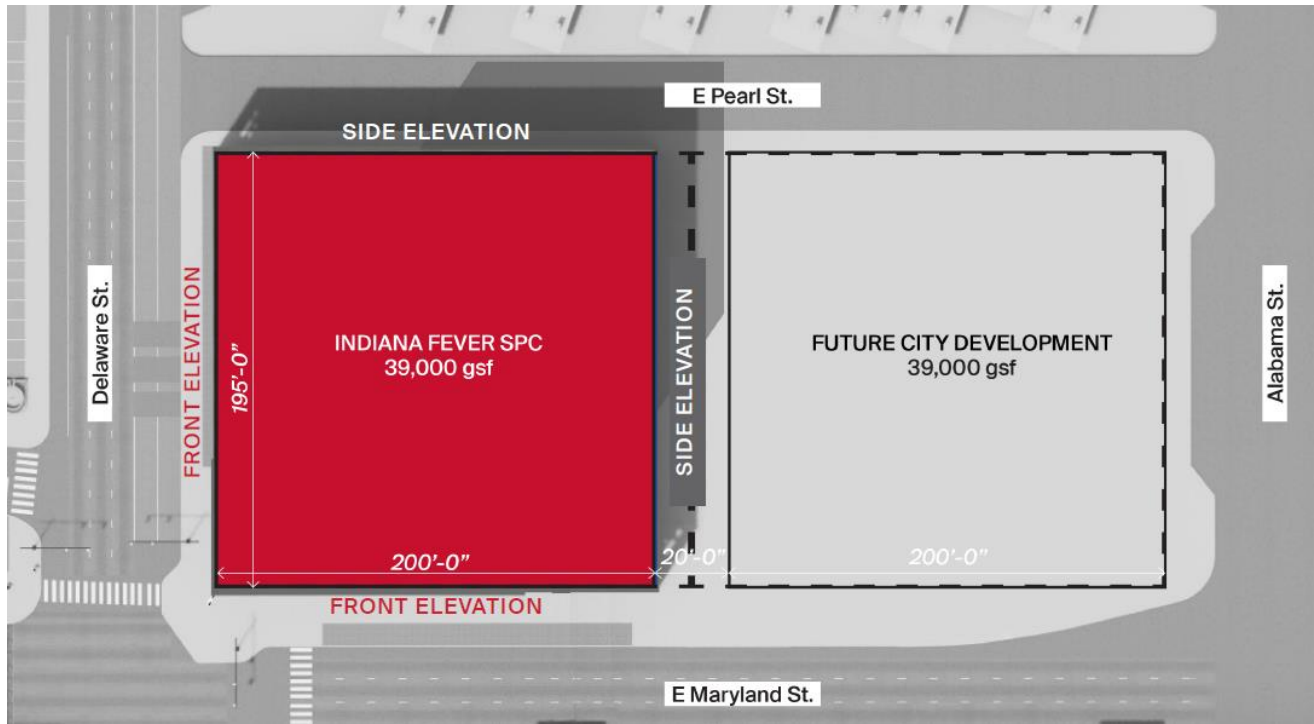 E Pearl St.
SIDE ELEVATION
Delaware St.
FRONT ELEVATION
195’-0”
INDIANA FEVER SPC
39,000 gsf
SIDE ELEVATION
FUTURE CITY DEVELOPMENT
39,000 gsf
Alabama St.
200’-0”
20’-0”
200’-0”
FRONT ELEVATION
E Maryland St.